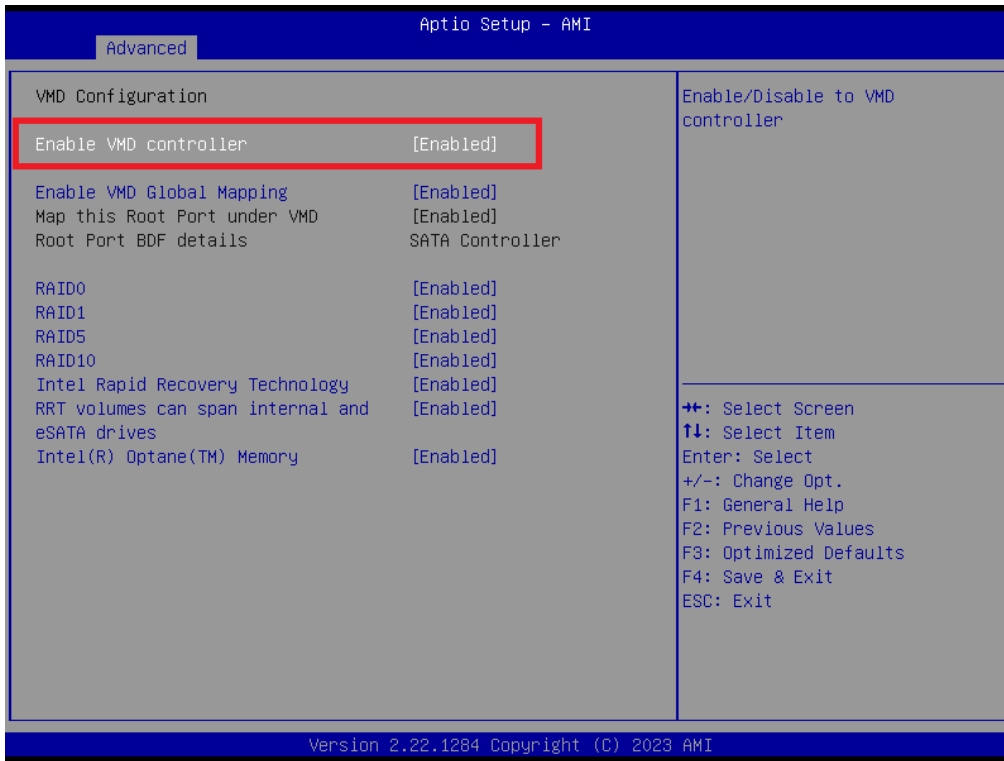 Aptio Setup - AMI
Advanced
VMD Configuration
Enable VMD controller [Enabled]
Enable VMD Global Mapping [Enabled]
Map this Root Port under VMD [Enabled]
Root Port BDF details SATA Controller
RAID0 [Enabled]
RAID1 [Enabled]
RAID5 [Enabled]
RAID10 [Enabled]
Intel Rapid Recovery Technology [Enabled]
RRT volumes can span internal and [Enabled]
eSATA drives
Intel(R) Optane(TM) Memory [Enabled]
Enable/Disable to VMD
controller
→←: Select Screen
↑↓: Select Item
Enter: Select
+/-: Change Opt.
F1: General Help
F2: Previous Values
F3: Optimized Defaults
F4: Save & Exit
ESC: Exit
Version 2.22.1284 Copyright (C) 2023 AMI